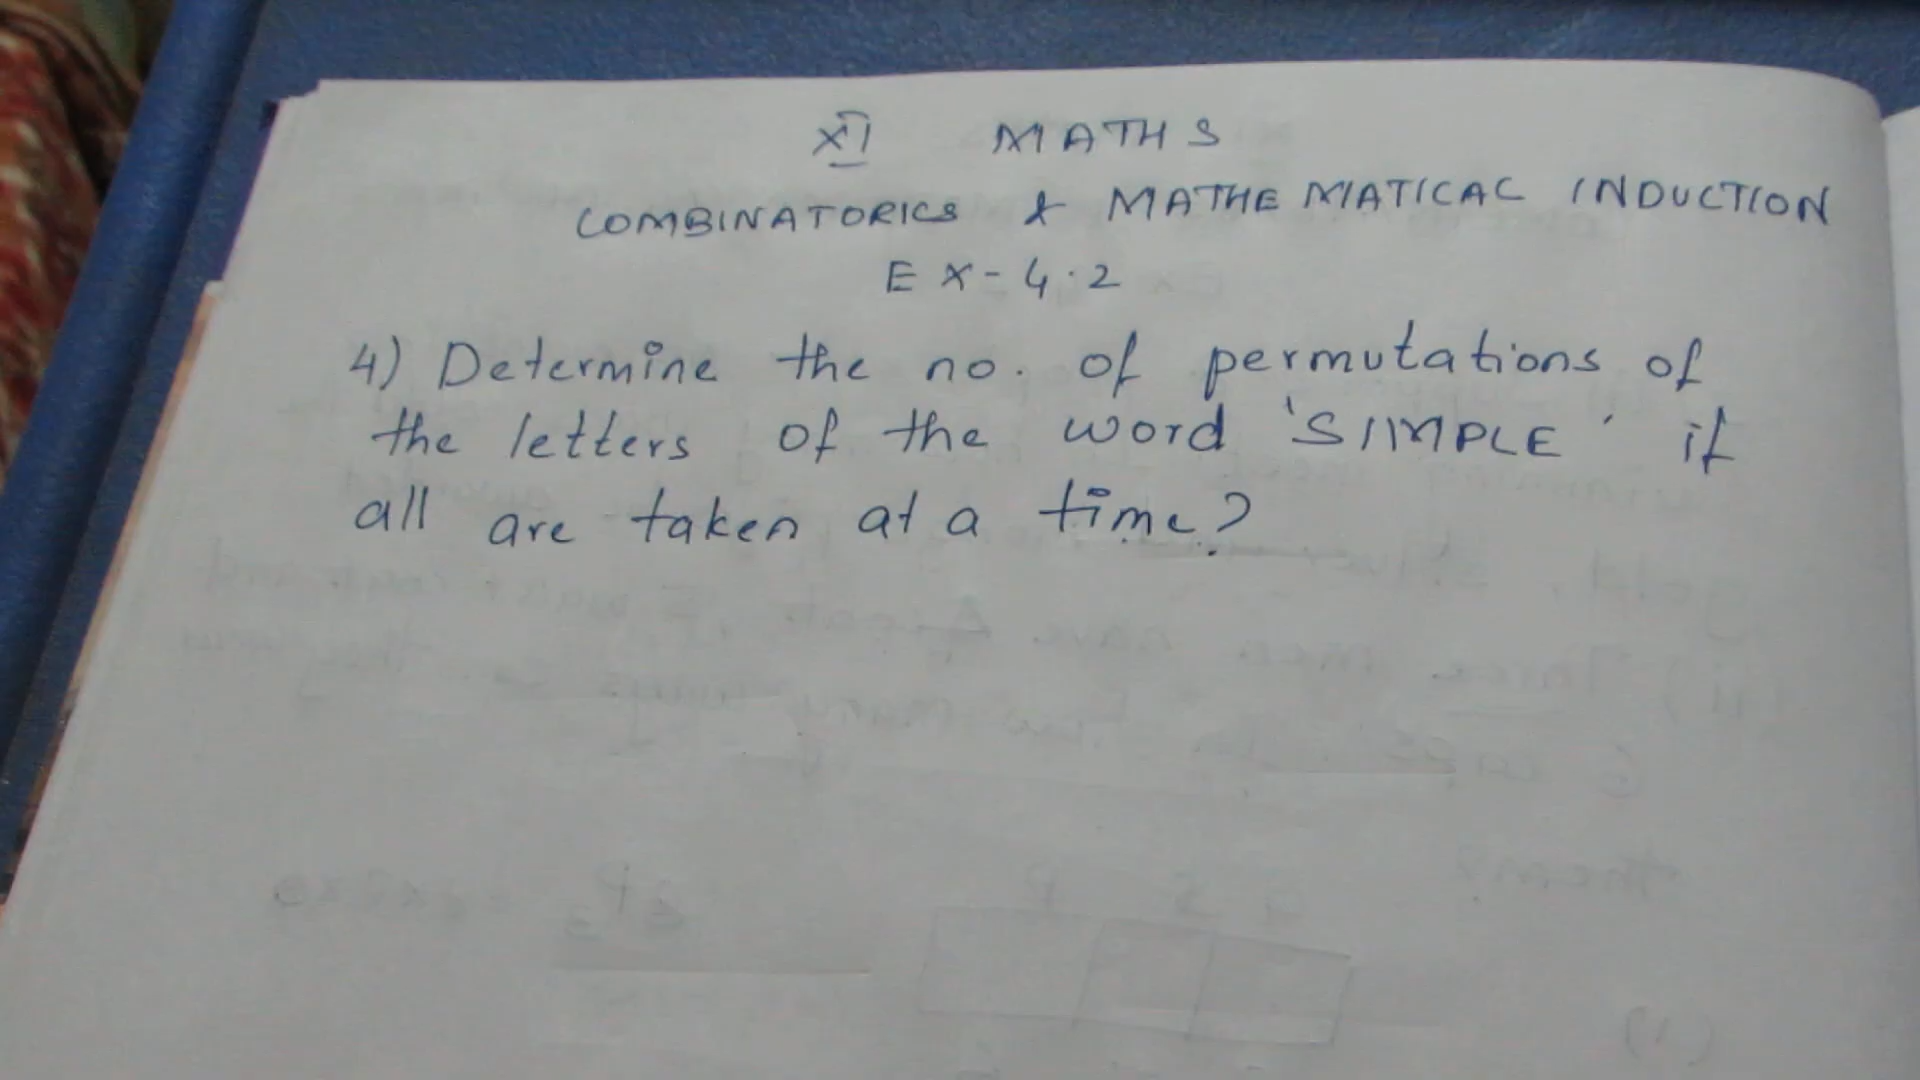 XI MATHS
COMBINATORICS & MATHEMATICAL INDUCTION
EX-4.2
4) Determine the no. of permutations of
the letters of the word 'SIMPLE' if
all are taken at a time?